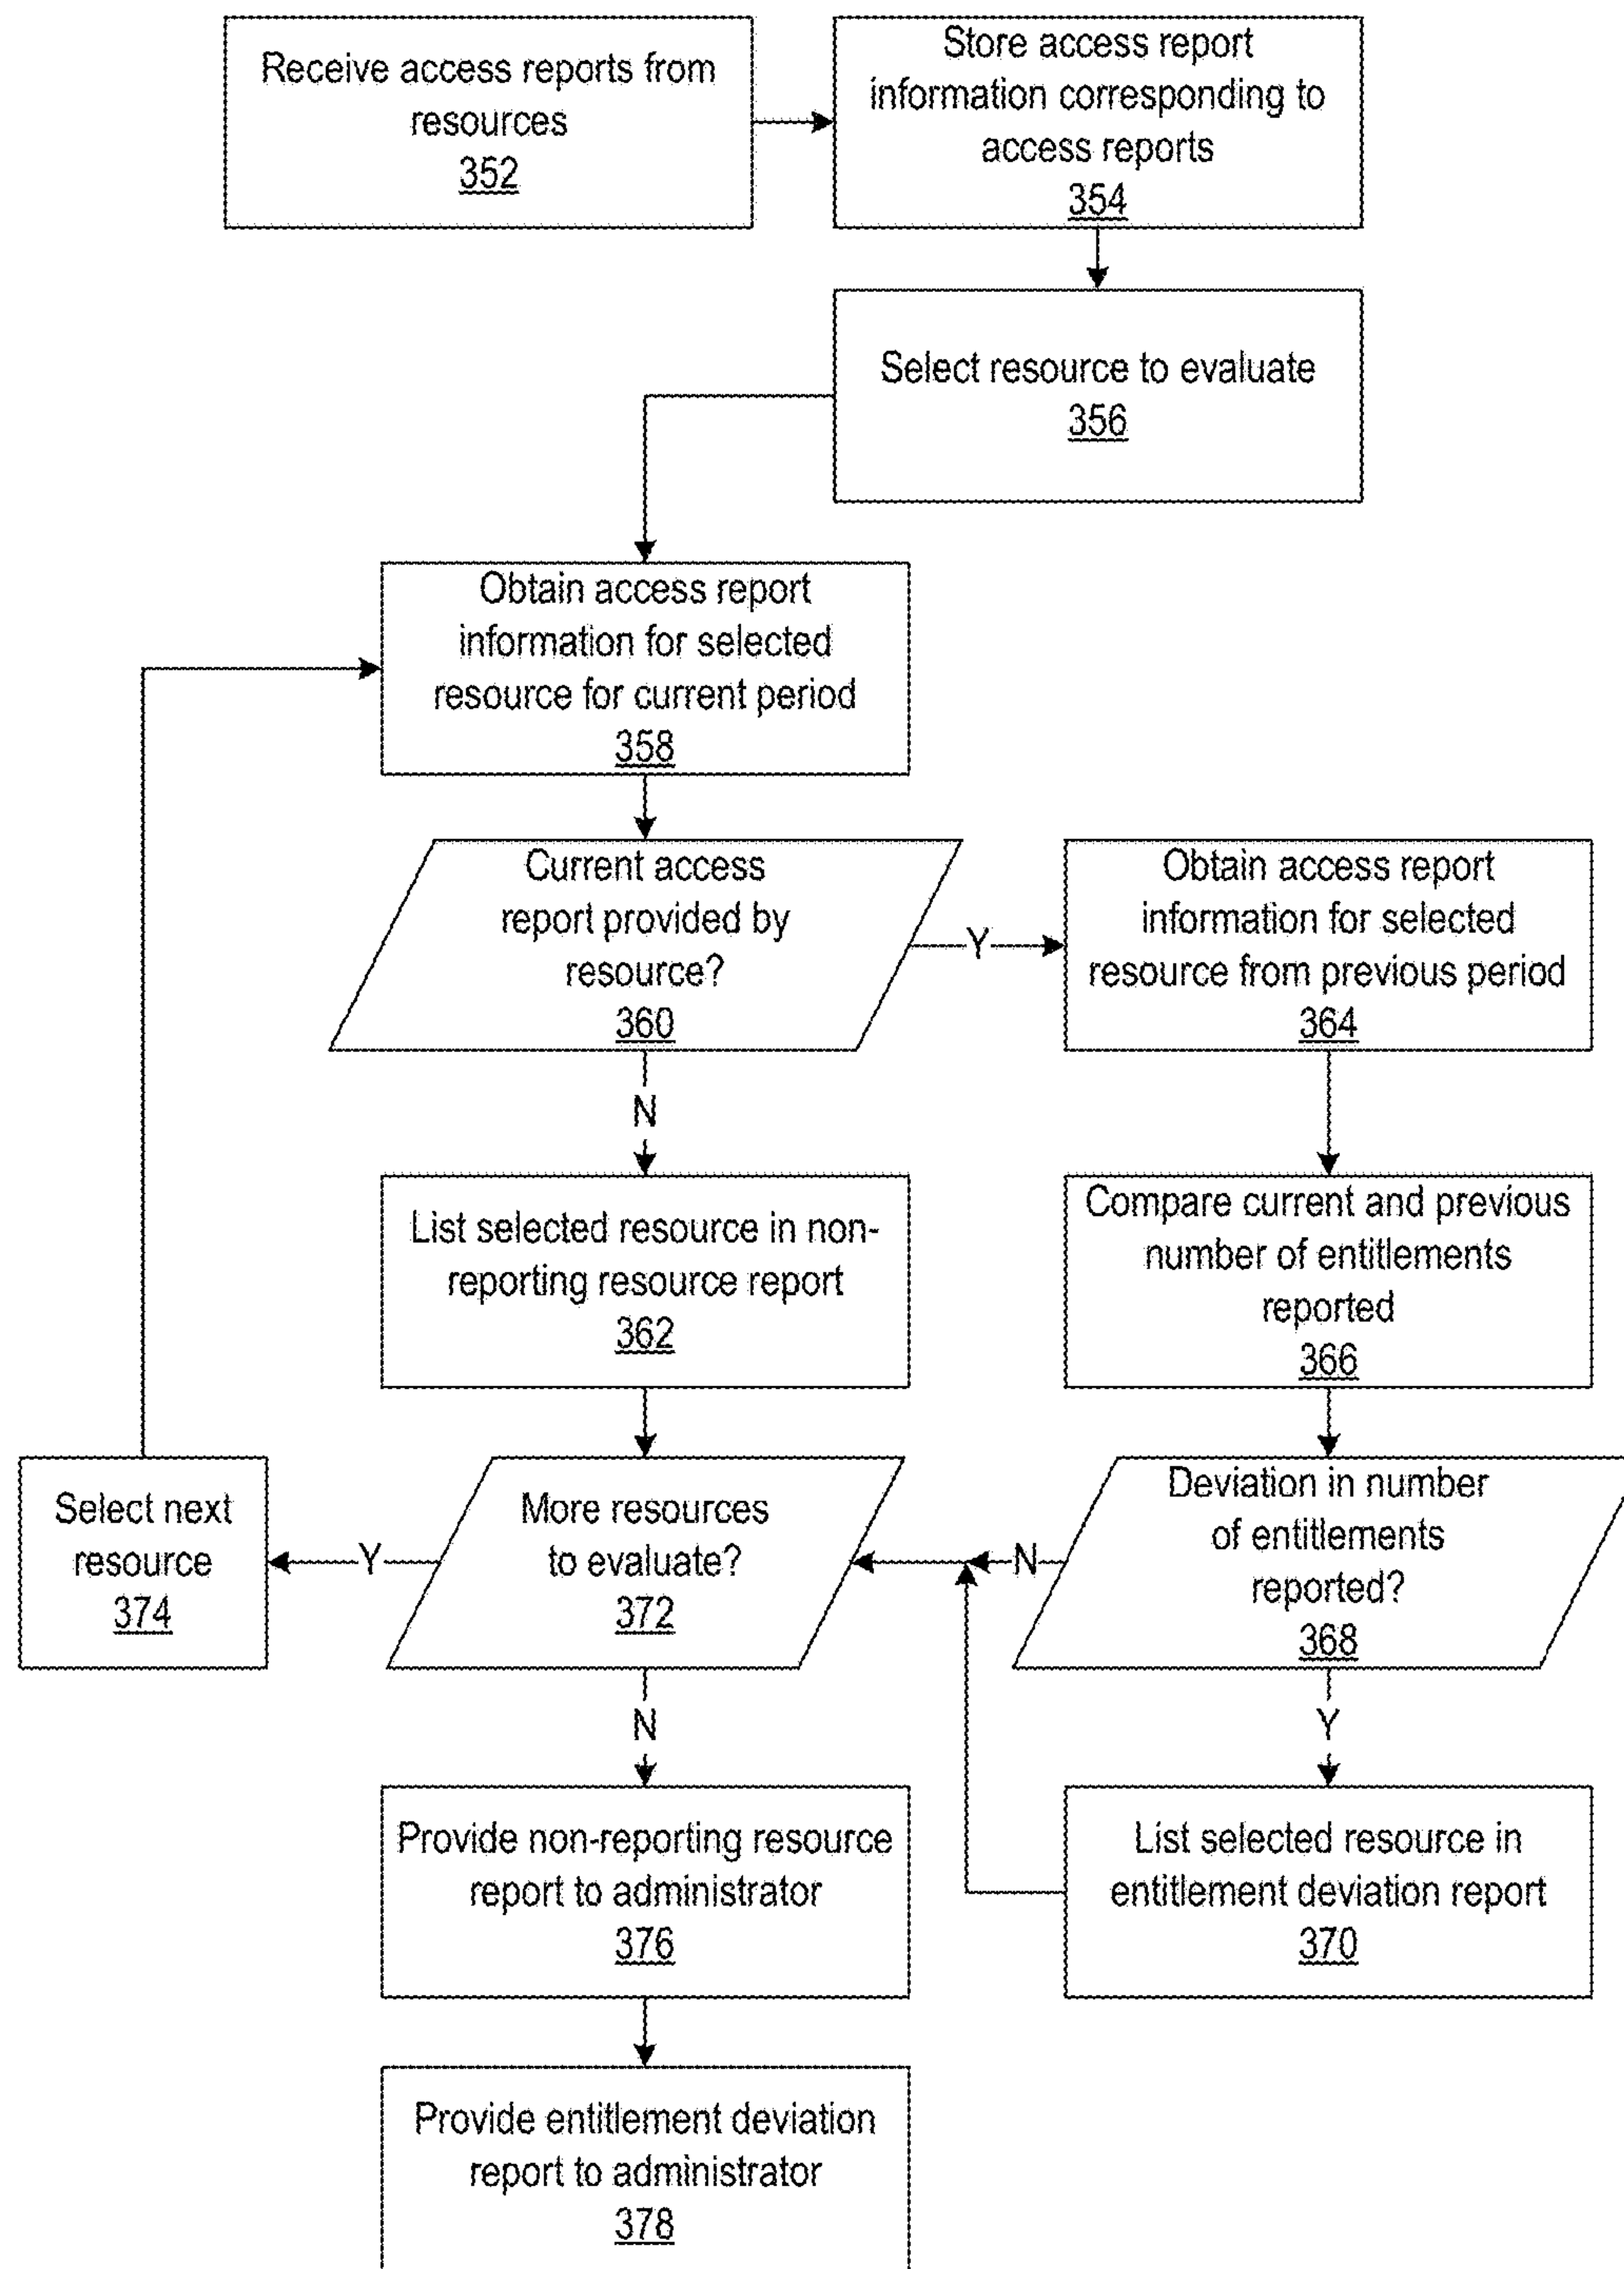 Receive access reports from
resources
352
Store access report
information corresponding to
access reports
354
Select resource to evaluate
356
Obtain access report
information for selected
resource for current period
358
Current access
report provided by
resource?
360
Y
Obtain access report
information for selected
resource from previous period
364
N
List selected resource in non-
reporting resource report
362
Compare current and previous
number of entitlements
reported
366
Select next
resource
374
Y
More resources
to evaluate?
372
N
Deviation in number
of entitlements
reported?
368
N
Y
Provide non-reporting resource
report to administrator
376
List selected resource in
entitlement deviation report
370
Provide entitlement deviation
report to administrator
378